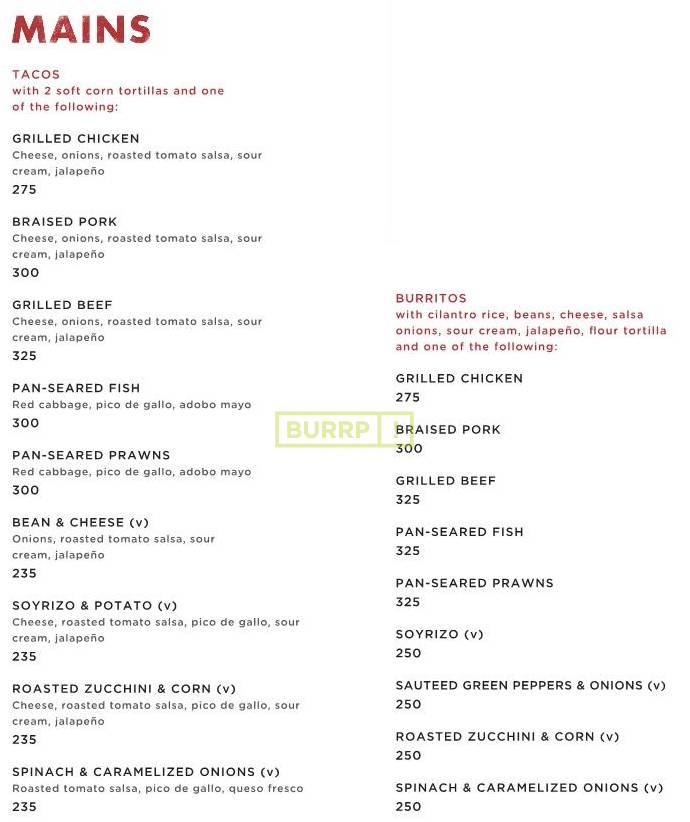 MAINS
TACOS
with 2 soft corn tortillas and one
of the following:
GRILLED CHICKEN
Cheese, onions, roasted tomato salsa, sour
cream, jalapeño
275
BRAISED PORK
Cheese, onions, roasted tomato salsa, sour
cream, jalapeño
300
GRILLED BEEF
Cheese, onions, roasted tomato salsa, sour
cream, jalapeño
325
PAN-SEARED FISH
Red cabbage, pico de gallo, adobo mayo
300
PAN-SEARED PRAWNS
Red cabbage, pico de gallo, adobo mayo
300
BEAN & CHEESE (v)
Onions, roasted tomato salsa, sour
cream, jalapeño
235
SOYRIZO & POTATO (v)
Cheese, roasted tomato salsa, pico de gallo, sour
cream, jalapeño
235
ROASTED ZUCCHINI & CORN (v)
Cheese, roasted tomato salsa, pico de gallo, sour
cream, jalapeño
235
SPINACH & CARAMELIZED ONIONS (v)
Roasted tomato salsa, pico de gallo, queso fresco
235
BURRP!
BURRITOS
with cilantro rice, beans, cheese, salsa
onions, sour cream, jalapeño, flour tortilla
and one of the following:
GRILLED CHICKEN
275
BRAISED PORK
300
GRILLED BEEF
325
PAN-SEARED FISH
325
PAN-SEARED PRAWNS
325
SOYRIZO (v)
250
SAUTEED GREEN PEPPERS & ONIONS (v)
250
ROASTED ZUCCHINI & CORN (v)
250
SPINACH & CARAMELIZED ONIONS (v)
250